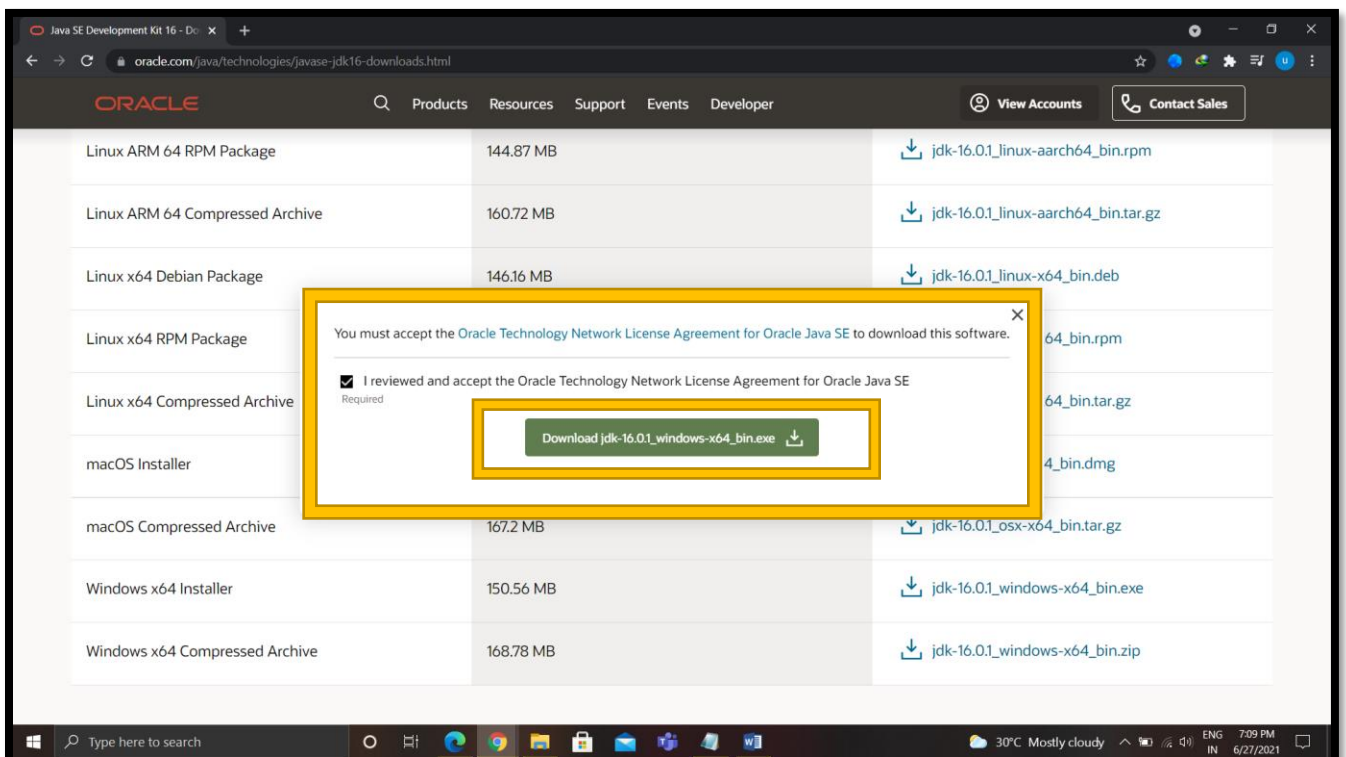 Java SE Development Kit 16 - Do
oracle.com/java/technologies/javase-jdk16-downloads.html
ORACLE
Products Resources Support Events Developer
View Accounts
Contact Sales
Linux ARM 64 RPM Package 144.87 MB jdk-16.0.1_linux-aarch64_bin.rpm
Linux ARM 64 Compressed Archive 160.72 MB jdk-16.0.1_linux-aarch64_bin.tar.gz
Linux x64 Debian Package 146.16 MB jdk-16.0.1_linux-x64_bin.deb
You must accept the Oracle Technology Network License Agreement for Oracle Java SE to download this software.
Linux x64 RPM Package 64_bin.rpm
I reviewed and accept the Oracle Technology Network License Agreement for Oracle Java SE
Required
Linux x64 Compressed Archive 64_bin.tar.gz
Download jdk-16.0.1_windows-x64_bin.exe
macOS Installer 4_bin.dmg
macOS Compressed Archive 167.2 MB jdk-16.0.1_osx-x64_bin.tar.gz
Windows x64 Installer 150.56 MB jdk-16.0.1_windows-x64_bin.exe
Windows x64 Compressed Archive 168.78 MB jdk-16.0.1_windows-x64_bin.zip
Type here to search
30°C Mostly cloudy
ENG 7:09 PM
IN 6/27/2021